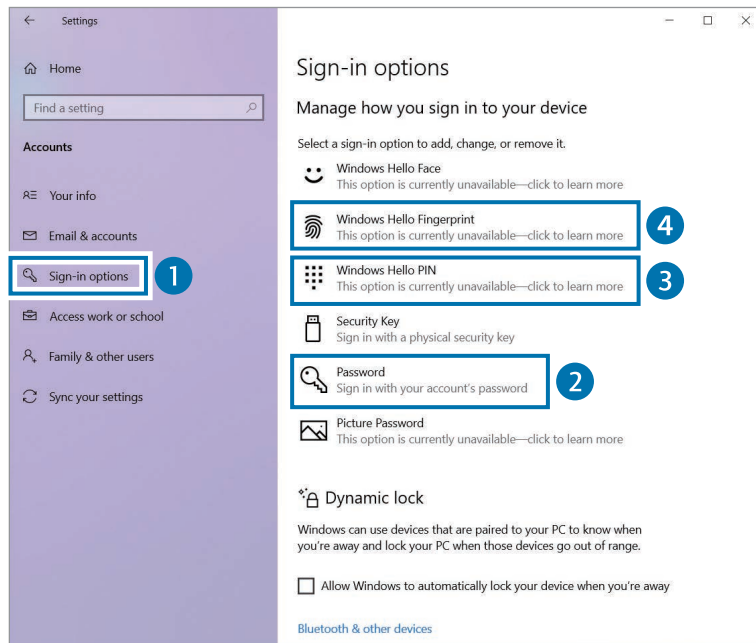 Settings
Home
Find a setting
Accounts
Your info
Email & accounts
Sign-in options
1
Access work or school
Family & other users
Sync your settings
Sign-in options
Manage how you sign in to your device
Select a sign-in option to add, change, or remove it.
Windows Hello Face
This option is currently unavailable—click to learn more
Windows Hello Fingerprint
This option is currently unavailable—click to learn more
4
Windows Hello PIN
This option is currently unavailable—click to learn more
3
Security Key
Sign in with a physical security key
Password
Sign in with your account's password
2
Picture Password
This option is currently unavailable—click to learn more
Dynamic lock
Windows can use devices that are paired to your PC to know when
you're away and lock your PC when those devices go out of range.
Allow Windows to automatically lock your device when you're away
Bluetooth & other devices